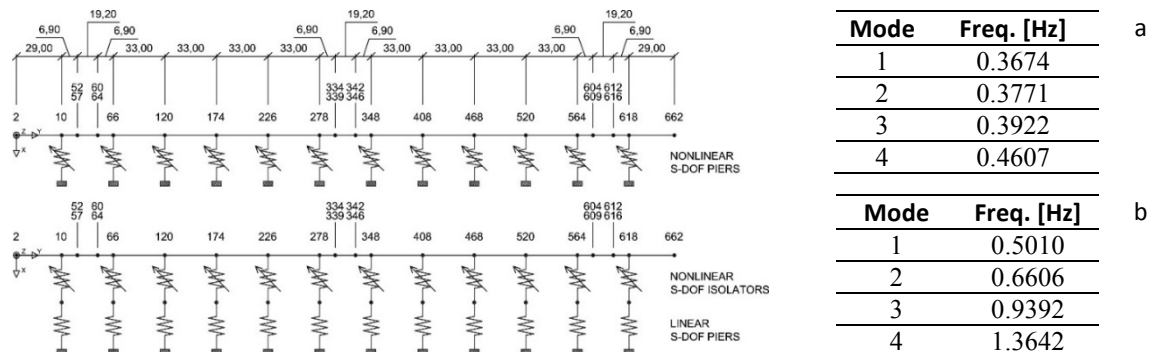 19,20 19,20 19,20
6,90 6,90 6,90 6,90 6,90 6,90
29,00 33,00 33,00 33,00 33,00 33,00 33,00 33,00 33,00 29,00
52 60 334 342 604 612
57 64 339 346 609 616
2 10 66 120 174 226 278 348 408 468 520 564 618 662
Z Y
X
NONLINEAR
S-DOF PIERS
52 60 334 342 604 612
57 64 339 346 609 616
2 10 66 120 174 226 278 348 408 468 520 564 618 662
Z Y
X
NONLINEAR
S-DOF ISOLATORS
LINEAR
S-DOF PIERS
Mode Freq. [Hz] a
1 0.3674
2 0.3771
3 0.3922
4 0.4607
Mode Freq. [Hz] b
1 0.5010
2 0.6606
3 0.9392
4 1.3642